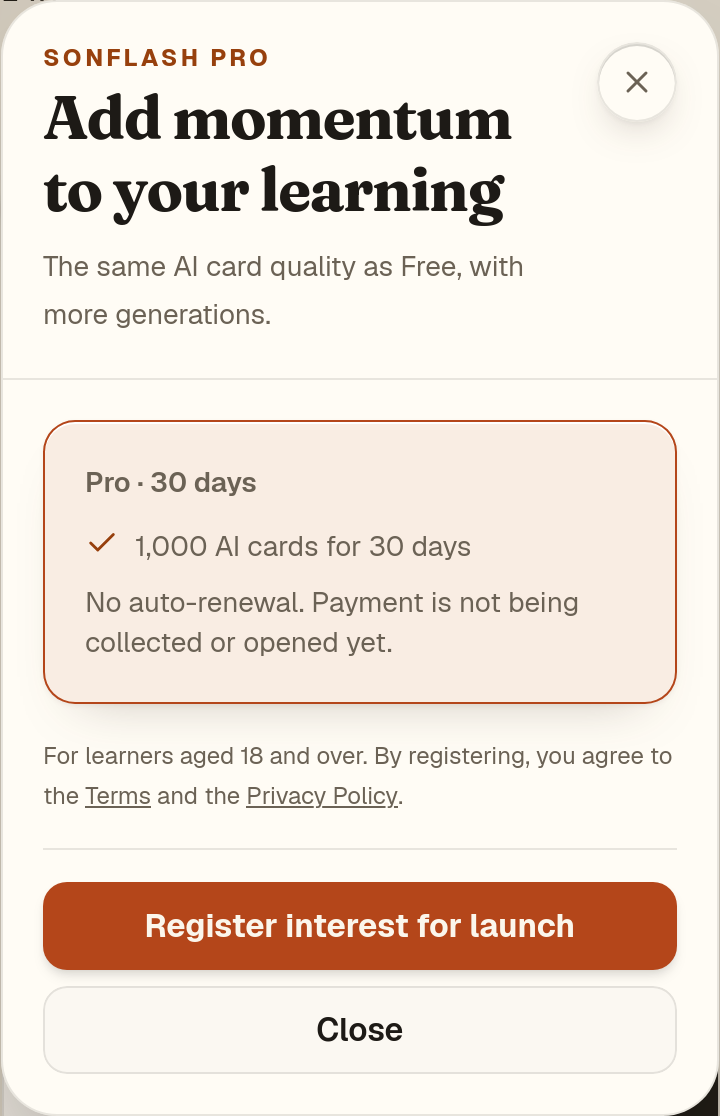 SONFLASH PRO
Add momentum
to your learning
The same AI card quality as Free, with
more generations.
Pro · 30 days
1,000 AI cards for 30 days
No auto-renewal. Payment is not being
collected or opened yet.
For learners aged 18 and over. By registering, you agree to
the Terms and the Privacy Policy.
Register interest for launch
Close